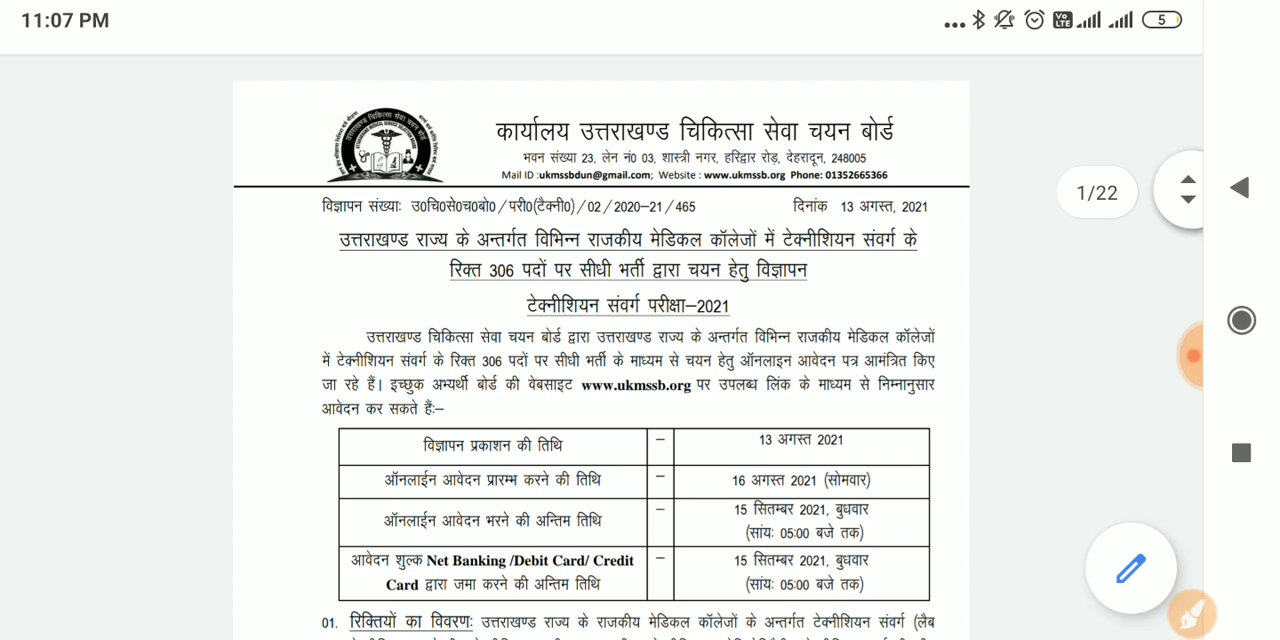 11:07 PM
5
कार्यालय उत्तराखण्ड चिकित्सा सेवा चयन बोर्ड
भवन संख्या 23, लेन नं0 03, शास्त्री नगर, हरिद्वार रोड़, देहरादून, 248005
Mail ID :ukmssbdun@gmail.com; Website : www.ukmssb.org Phone: 01352665366
विज्ञापन संख्याः उ0चि0से0च0बो0/परी0(टैक्नी0)/02/2020-21/465 दिनांक 13 अगस्त, 2021
1/22
उत्तराखण्ड राज्य के अन्तर्गत विभिन्न राजकीय मेडिकल कॉलेजों में टेक्नीशियन संवर्ग के
रिक्त 306 पदों पर सीधी भर्ती द्वारा चयन हेतु विज्ञापन
टेक्नीशियन संवर्ग परीक्षा–2021
उत्तराखण्ड चिकित्सा सेवा चयन बोर्ड द्वारा उत्तराखण्ड राज्य के अन्तर्गत विभिन्न राजकीय मेडिकल कॉलेजों
में टेक्नीशियन संवर्ग के रिक्त 306 पदों पर सीधी भर्ती के माध्यम से चयन हेतु ऑनलाइन आवेदन पत्र आमंत्रित किए
जा रहे हैं। इच्छुक अभ्यर्थी बोर्ड की वेबसाइट www.ukmssb.org पर उपलब्ध लिंक के माध्यम से निम्नानुसार
आवेदन कर सकते हैंः–
विज्ञापन प्रकाशन की तिथि – 13 अगस्त 2021
ऑनलाईन आवेदन प्रारम्भ करने की तिथि – 16 अगस्त 2021 (सोमवार)
ऑनलाईन आवेदन भरने की अन्तिम तिथि – 15 सितम्बर 2021, बुधवार
(सांयः 05:00 बजे तक)
आवेदन शुल्क Net Banking /Debit Card/ Credit – 15 सितम्बर 2021, बुधवार
Card द्वारा जमा करने की अन्तिम तिथि (सांयः 05:00 बजे तक)
01. रिक्तियों का विवरणः उत्तराखण्ड राज्य के राजकीय मेडिकल कॉलेजों के अन्तर्गत टेक्नीशियन संवर्ग (लैब